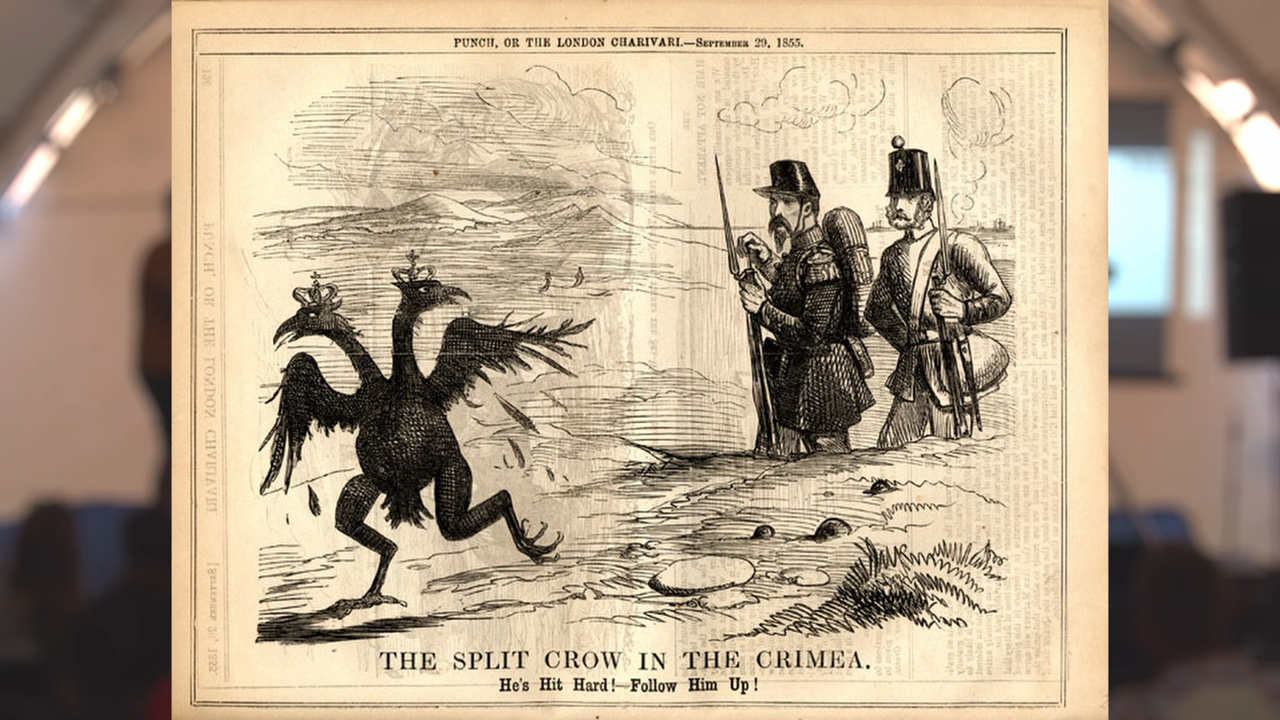 PUNCH, OR THE LONDON CHARIVARI.—SEPTEMBER 29, 1855.
THE SPLIT CROW IN THE CRIMEA.
He's Hit Hard!—Follow Him Up!